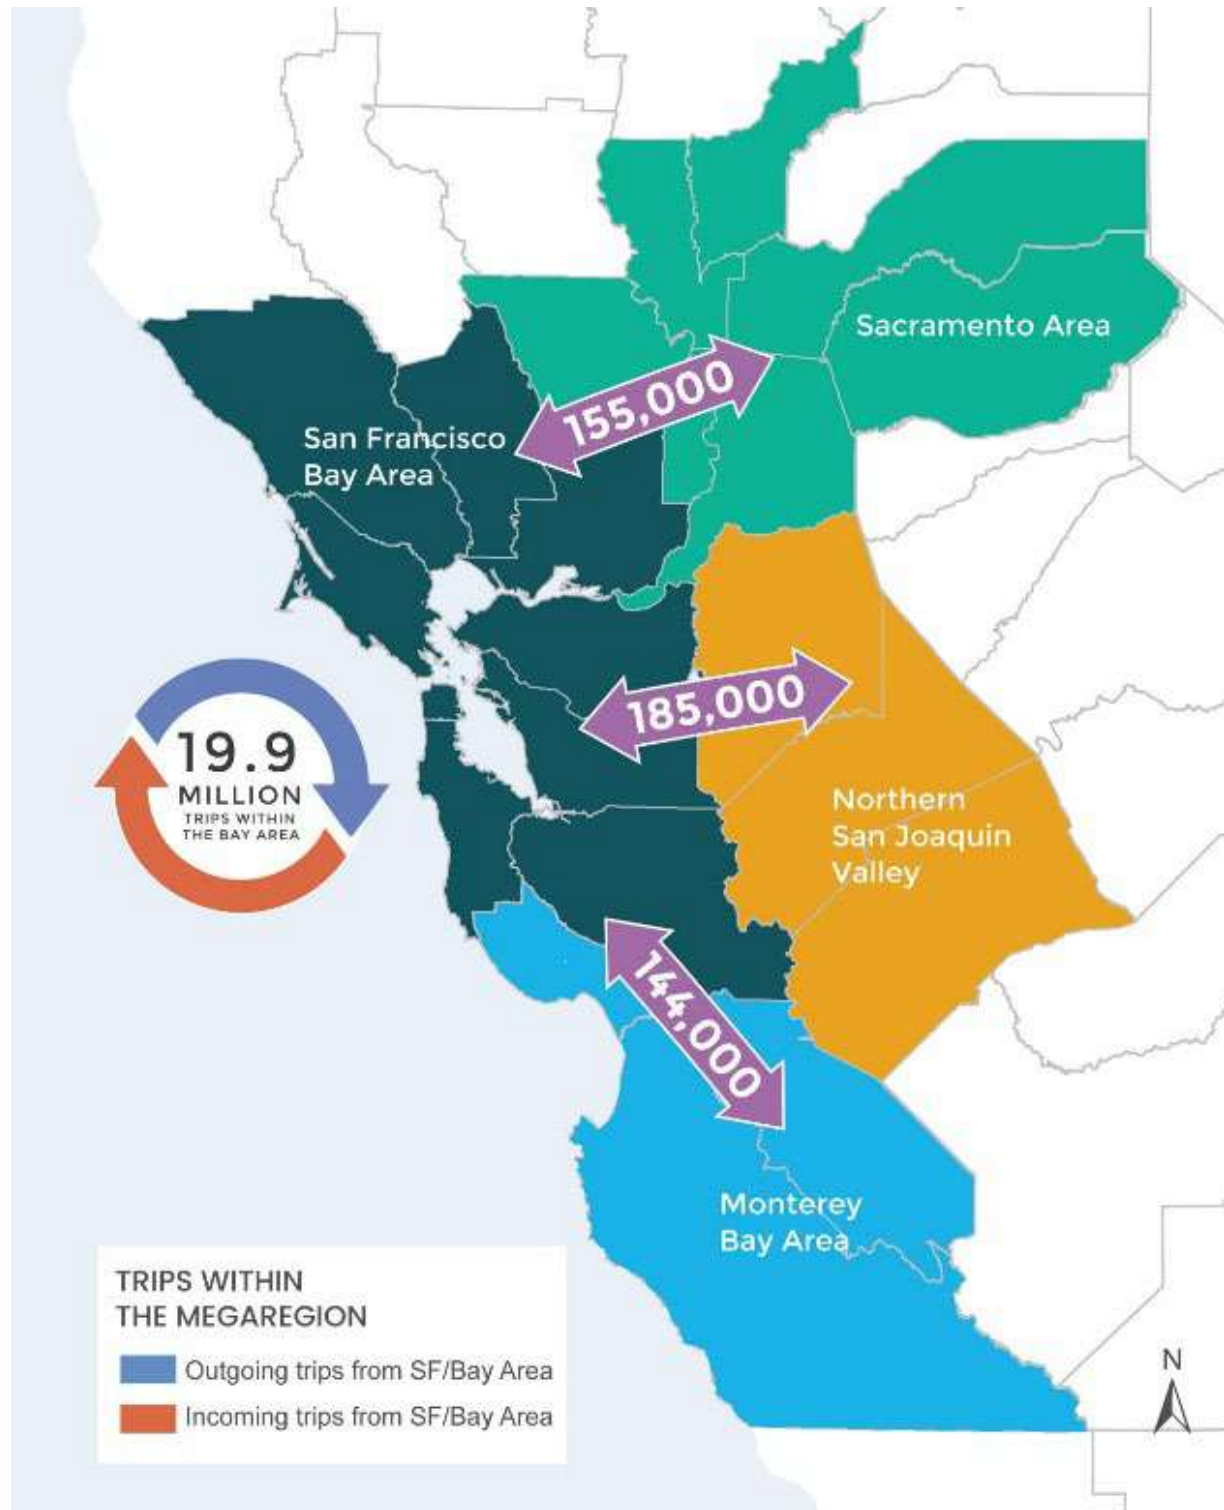 Sacramento Area
155,000
San Francisco
Bay Area
185,000
19.9
MILLION
TRIPS WITHIN
THE BAY AREA
Northern
San Joaquin
Valley
144,000
Monterey
Bay Area
TRIPS WITHIN
THE MEGAREGION
Outgoing trips from SF/Bay Area
Incoming trips from SF/Bay Area
N